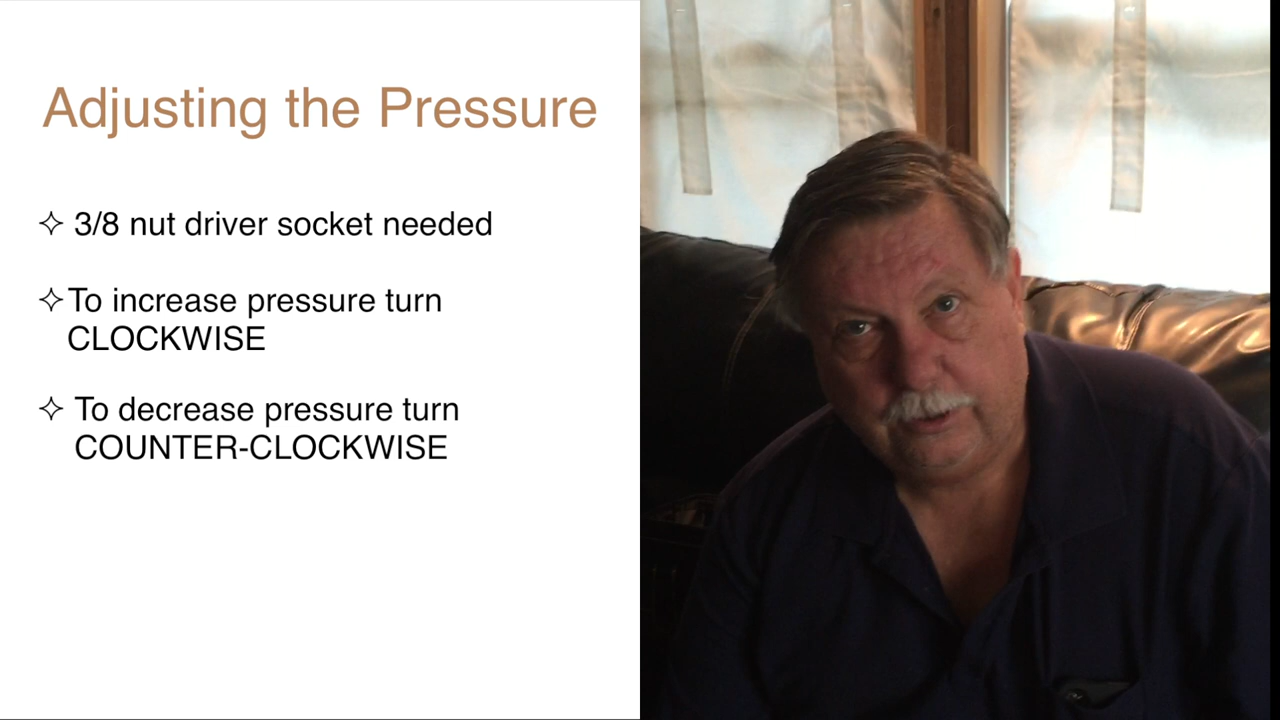 Adjusting the Pressure
✧ 3/8 nut driver socket needed
✧ To increase pressure turn
CLOCKWISE
✧ To decrease pressure turn
COUNTER-CLOCKWISE